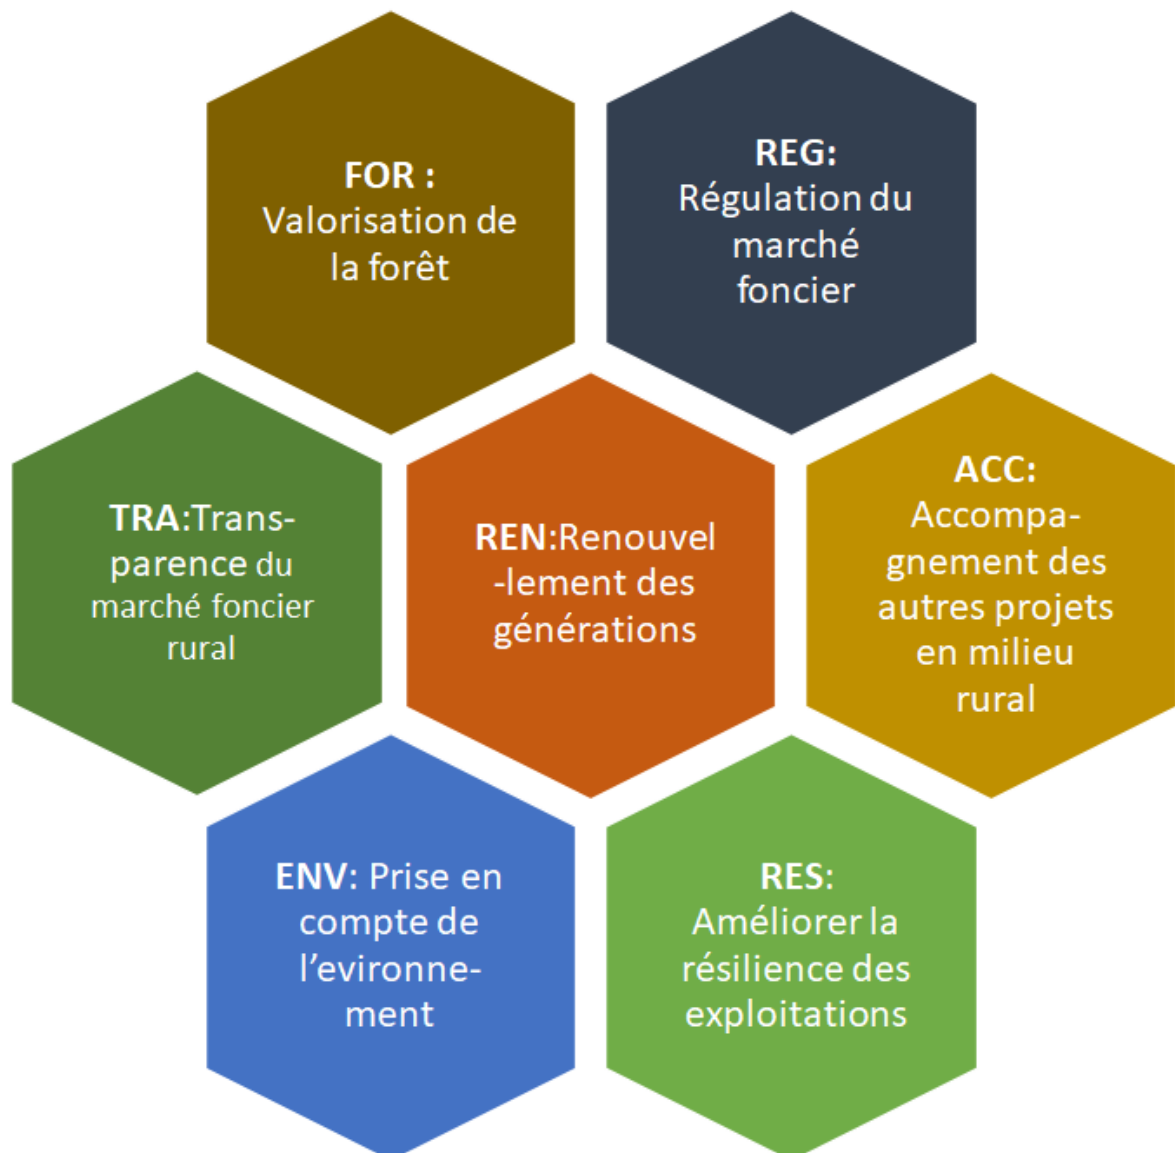 FOR :
Valorisation de
la forêt
REG:
Régulation du
marché
foncier
TRA:Trans-
parence du
marché foncier
rural
REN:Renouvel
-lement des
générations
ACC:
Accompa-
gnement des
autres projets
en milieu
rural
ENV: Prise en
compte de
l’evironne-
ment
RES:
Améliorer la
résilience des
exploitations